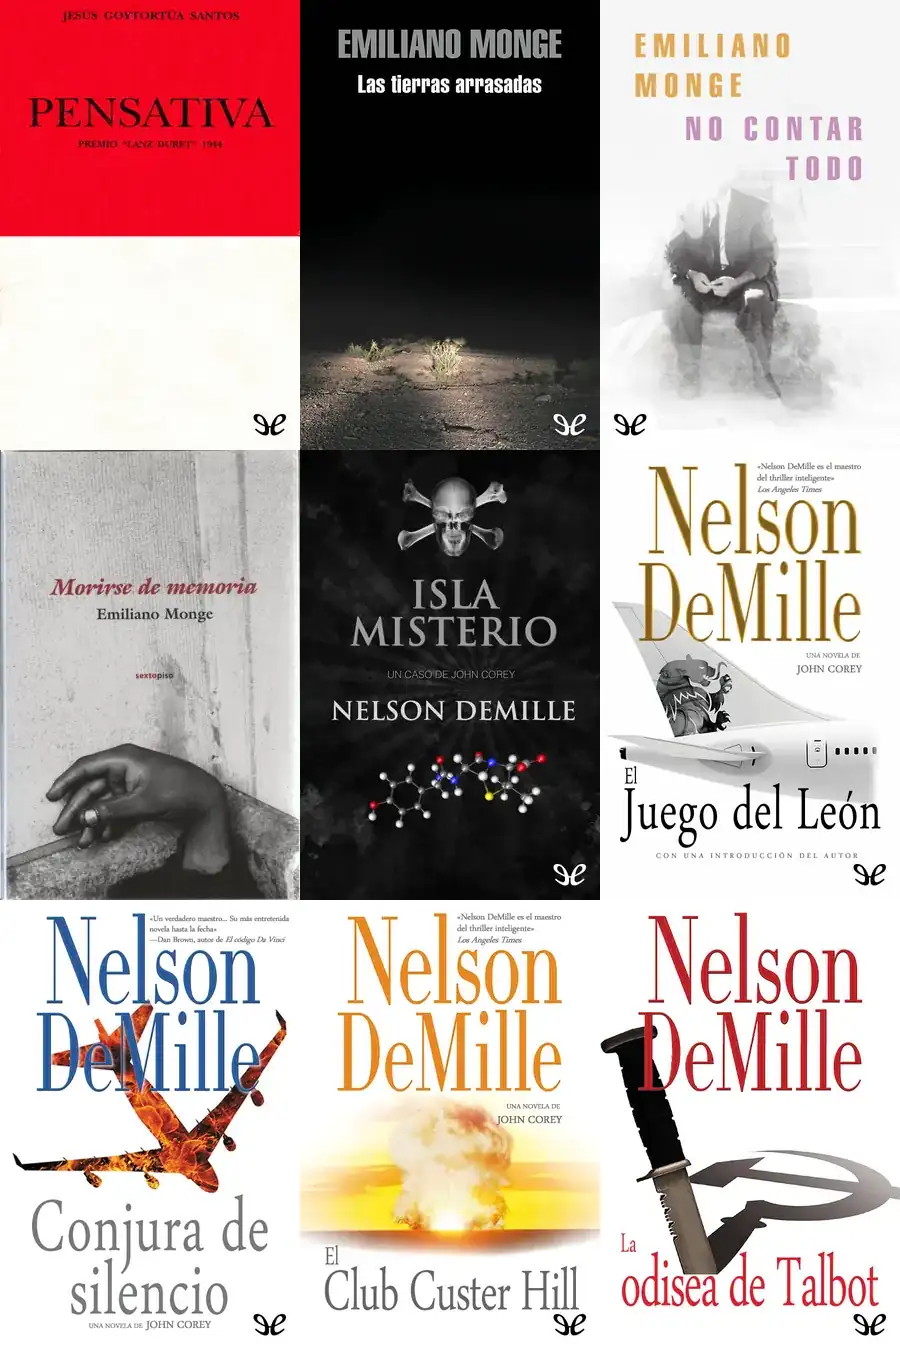 JESÚS GOYTORTÚA SANTOS
PENSATIVA
PREMIO "LANZ DURET" 1944
EMILIANO MONGE
Las tierras arrasadas
EMILIANO
MONGE
NO CONTAR
TODO
Morirse de memoria
Emiliano Monge
sextopiso
ISLA
MISTERIO
UN CASO DE JOHN COREY
NELSON DEMILLE
«Nelson DeMille es el maestro
del thriller inteligente»
Los Angeles Times
Nelson
DeMille
UNA NOVELA DE
JOHN COREY
El
Juego del León
CON UNA INTRODUCCIÓN DEL AUTOR
«Un verdadero maestro... Su más entretenida
novela hasta la fecha»
—Dan Brown, autor de El código Da Vinci
Nelson
DeMille
Conjura de
silencio
UNA NOVELA DE JOHN COREY
«Nelson DeMille es el maestro
del thriller inteligente»
Los Angeles Times
Nelson
DeMille
UNA NOVELA DE
JOHN COREY
El
Club Custer Hill
Nelson
DeMille
La
odisea de Talbot